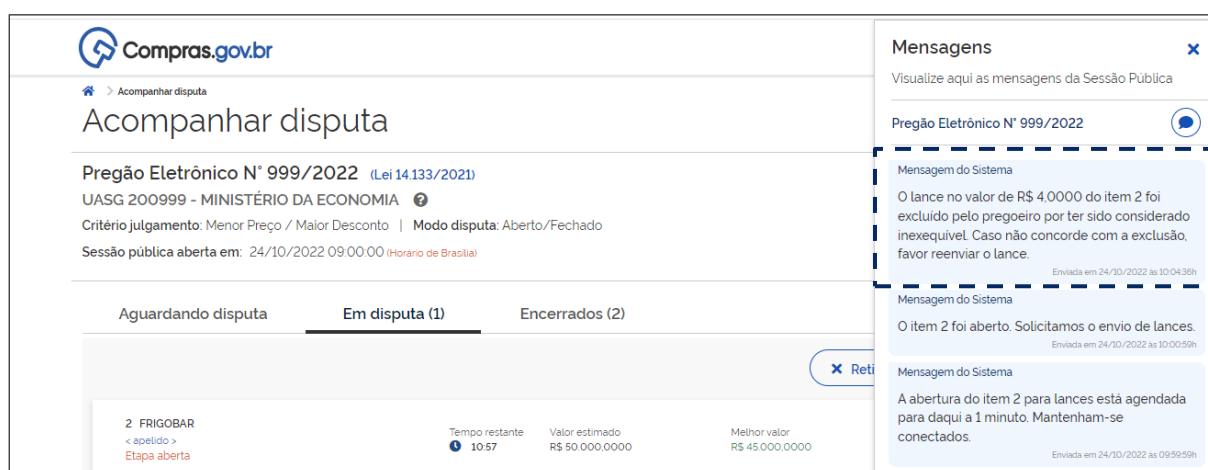 Compras.gov.br
Acompanhar disputa
Acompanhar disputa
Pregão Eletrônico N° 999/2022 (Lei 14.133/2021)
UASG 200999 - MINISTÉRIO DA ECONOMIA ?
Critério julgamento: Menor Preço / Maior Desconto | Modo disputa: Aberto/Fechado
Sessão pública aberta em: 24/10/2022 09:00:00 (Horário de Brasília)
Aguardando disputa Em disputa (1) Encerrados (2)
Reti
2 FRIGOBAR
< apelido >
Etapa aberta
Tempo restante
10:57
Valor estimado
R$ 50.000,0000
Melhor valor
R$ 45.000,0000
Mensagens
Visualize aqui as mensagens da Sessão Pública
Pregão Eletrônico N° 999/2022
Mensagem do Sistema
O lance no valor de R$ 4,0000 do item 2 foi
excluído pelo pregoeiro por ter sido considerado
inexequível. Caso não concorde com a exclusão,
favor reenviar o lance.
Enviada em 24/10/2022 às 10:04:36h
Mensagem do Sistema
O item 2 foi aberto. Solicitamos o envio de lances.
Enviada em 24/10/2022 às 10:00:59h
Mensagem do Sistema
A abertura do item 2 para lances está agendada
para daqui a 1 minuto. Mantenham-se
conectados.
Enviada em 24/10/2022 às 09:59:59h